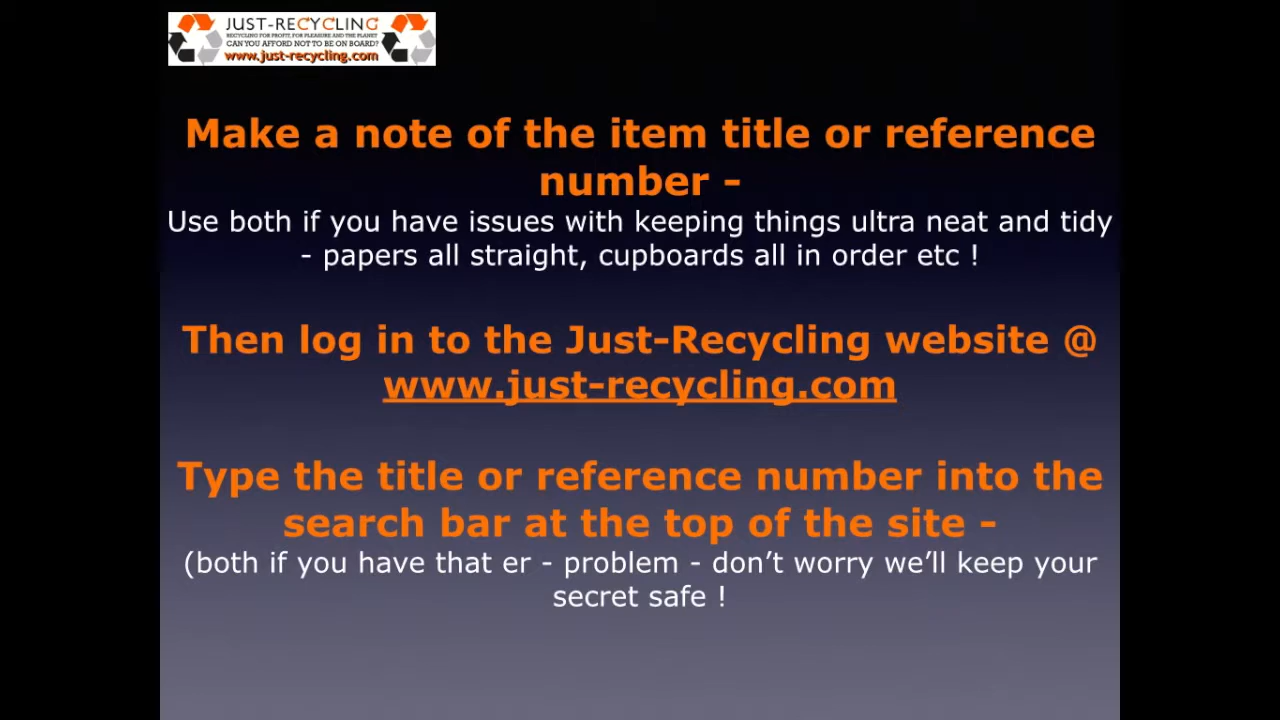 JUST-RECYCLING
RECYCLING FOR PROFIT, FOR PLEASURE AND THE PLANET
CAN YOU AFFORD NOT TO BE ON BOARD?
www.just-recycling.com
Make a note of the item title or reference
number -
Use both if you have issues with keeping things ultra neat and tidy
- papers all straight, cupboards all in order etc !
Then log in to the Just-Recycling website @
www.just-recycling.com
Type the title or reference number into the
search bar at the top of the site -
(both if you have that er - problem - don’t worry we’ll keep your
secret safe !